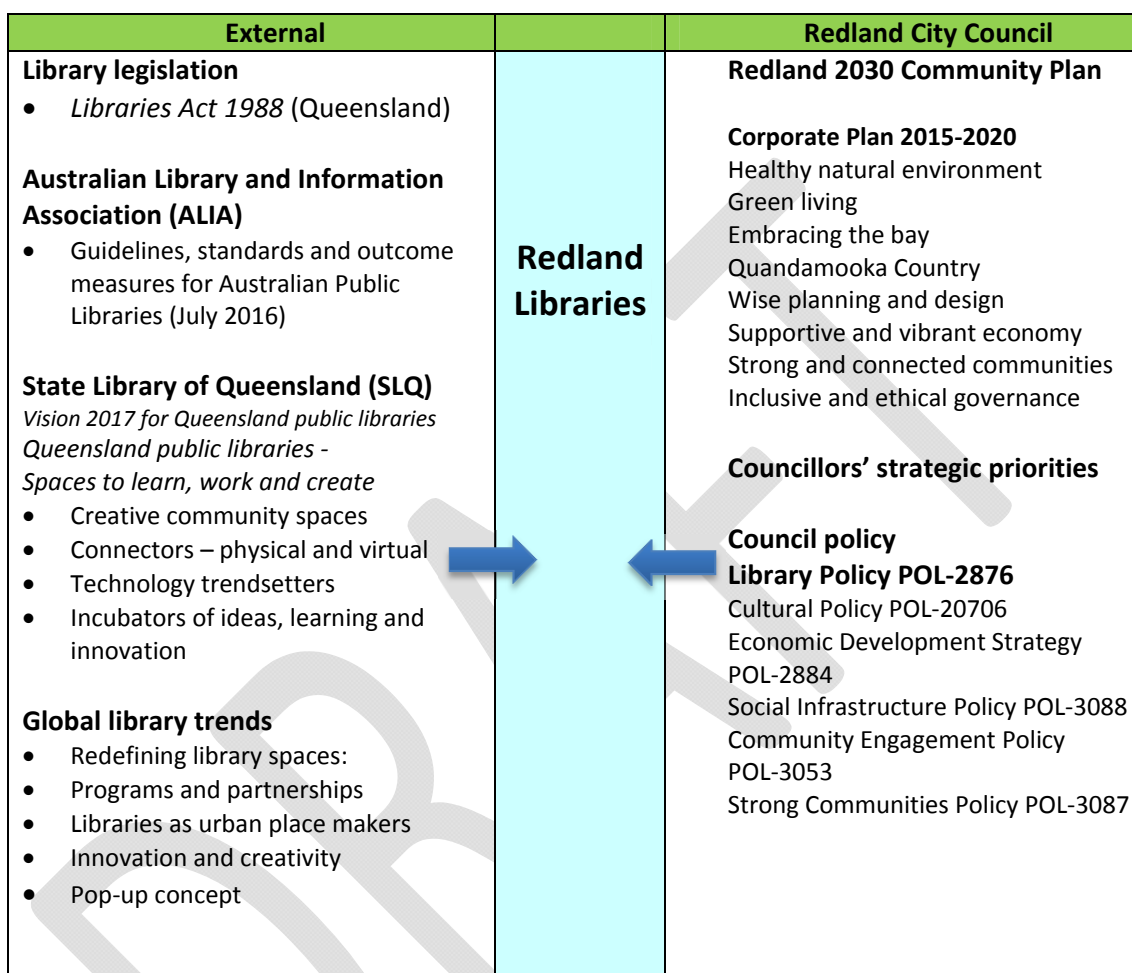 External
Redland City Council
Library legislation
• Libraries Act 1988 (Queensland)
Australian Library and Information
Association (ALIA)
• Guidelines, standards and outcome
measures for Australian Public
Libraries (July 2016)
State Library of Queensland (SLQ)
Vision 2017 for Queensland public libraries
Queensland public libraries -
Spaces to learn, work and create
• Creative community spaces
• Connectors – physical and virtual
• Technology trendsetters
• Incubators of ideas, learning and
innovation
Global library trends
• Redefining library spaces:
• Programs and partnerships
• Libraries as urban place makers
• Innovation and creativity
• Pop-up concept
Redland
Libraries
Redland 2030 Community Plan
Corporate Plan 2015-2020
Healthy natural environment
Green living
Embracing the bay
Quandamooka Country
Wise planning and design
Supportive and vibrant economy
Strong and connected communities
Inclusive and ethical governance
Councillors’ strategic priorities
Council policy
Library Policy POL-2876
Cultural Policy POL-20706
Economic Development Strategy
POL-2884
Social Infrastructure Policy POL-3088
Community Engagement Policy
POL-3053
Strong Communities Policy POL-3087
DRAFT